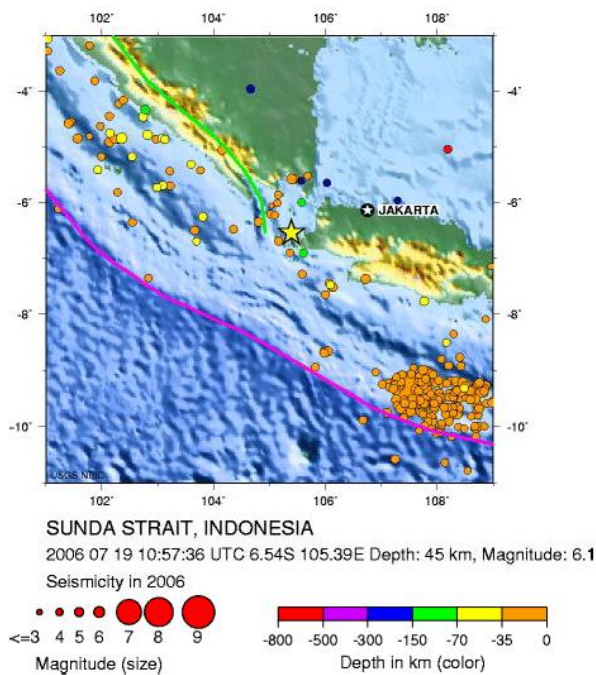 102° 104° 106° 108°
-4° -4°
-6° -6°
JAKARTA
-8° -8°
-10° -10°
USGS NEIC
102° 104° 106° 108°
SUNDA STRAIT, INDONESIA
2006 07 19 10:57:36 UTC 6.54S 105.39E Depth: 45 km, Magnitude: 6.1
Seismicity in 2006
<=3 4 5 6 7 8 9
-800 -500 -300 -150 -70 -35 0
Magnitude (size) Depth in km (color)